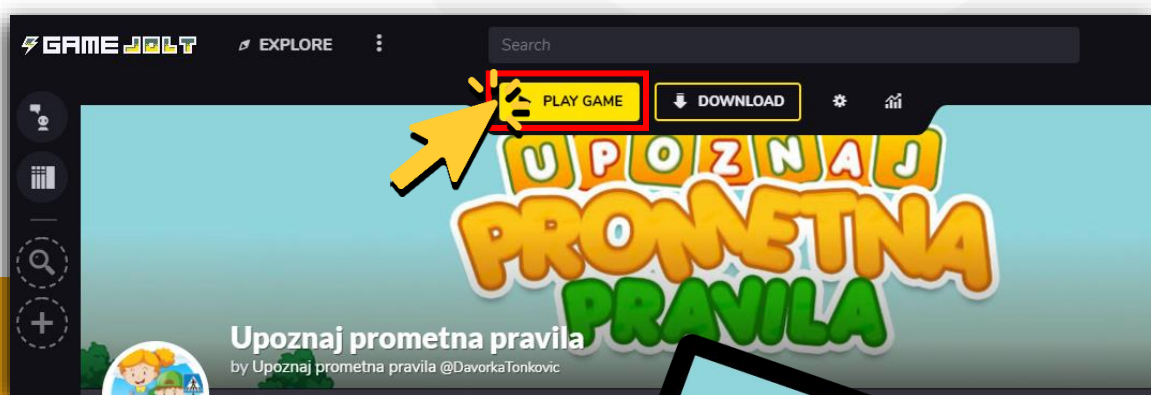 GAME JOLT EXPLORE Search
PLAY GAME DOWNLOAD
UPOZNAJ
PROMETNA
PRAVILA
Upoznaj prometna pravila
by Upoznaj prometna pravila @DavorkaTonkovic